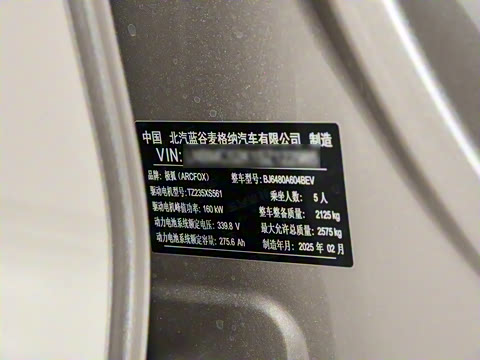 中国 北汽蓝谷麦格纳汽车有限公司 制造
VIN:
品牌: 极狐 (ARCFOX) 整车型号: BJ6480A604BEV
驱动电机型号: TZ235XS561 乘坐人数: 5 人
驱动电机峰值功率: 160 kW 整车整备质量: 2125 kg
动力电池系统额定电压: 339.8 V 最大允许总质量: 2575 kg
动力电池系统额定容量: 275.6 Ah 制造年月: 2025 年 02 月